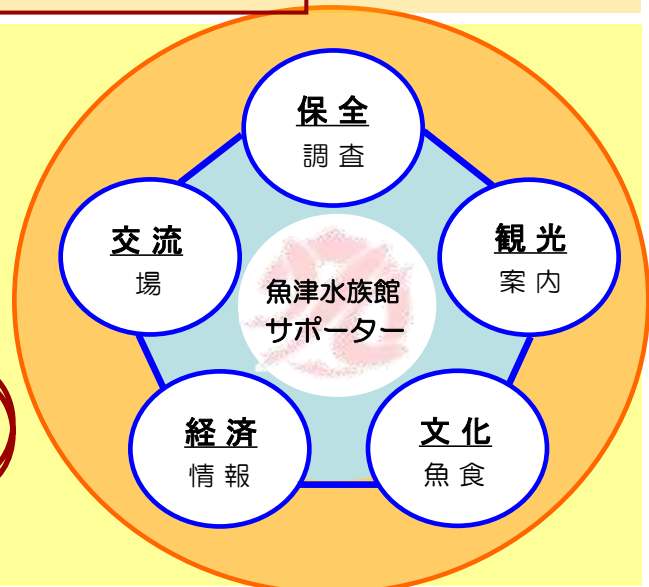 保全
調査
交流
場
観光
案内
魚津水族館
サポーター
経済
情報
文化
魚食